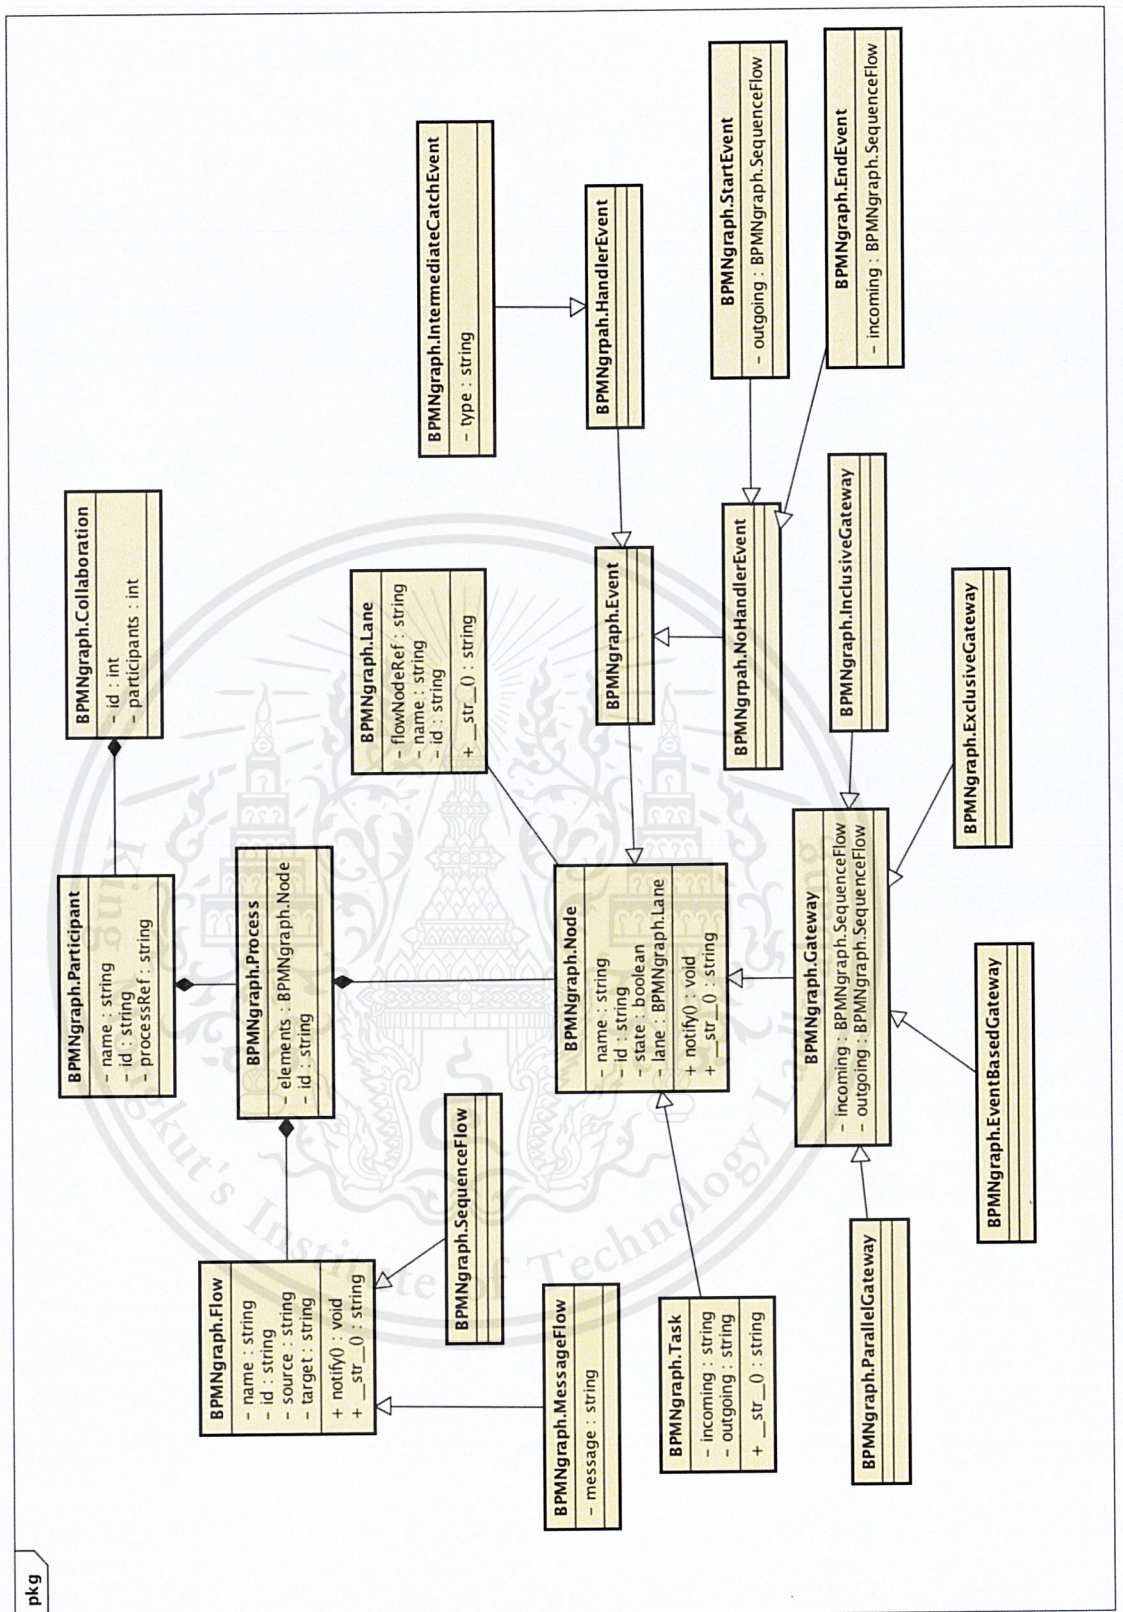 pkg
BPMNgraph.Collaboration
- id : int
- participants : int
BPMNgraph.Participant
- name : string
- id : string
- processRef : string
BPMNgraph.Process
- elements : BPMNgraph.Node
- id : string
BPMNgraph.Flow
- name : string
- id : string
- source : string
- target : string
+ notify() : void
+ __str__() : string
BPMNgraph.SequenceFlow
BPMNgraph.MessageFlow
- message : string
BPMNgraph.Lane
- flowNodeRef : string
- name : string
- id : string
+ __str__() : string
BPMNgraph.Node
- name : string
- id : string
- state : boolean
- lane : BPMNgraph.Lane
+ notify() : void
+ __str__() : string
BPMNgraph.IntermediateCatchEvent
- type : string
BPMNgrpah.HandlerEvent
BPMNgraph.Event
BPMNgrpah.NoHandlerEvent
BPMNgraph.StartEvent
- outgoing : BPMNgraph.SequenceFlow
BPMNgraph.EndEvent
- incoming : BPMNgraph.SequenceFlow
BPMNgraph.Task
- incoming : string
- outgoing : string
+ __str__() : string
BPMNgraph.Gateway
- incoming : BPMNgraph.SequenceFlow
- outgoing : BPMNgraph.SequenceFlow
BPMNgraph.InclusiveGateway
BPMNgraph.ExclusiveGateway
BPMNgraph.EventBasedGateway
BPMNgraph.ParallelGateway